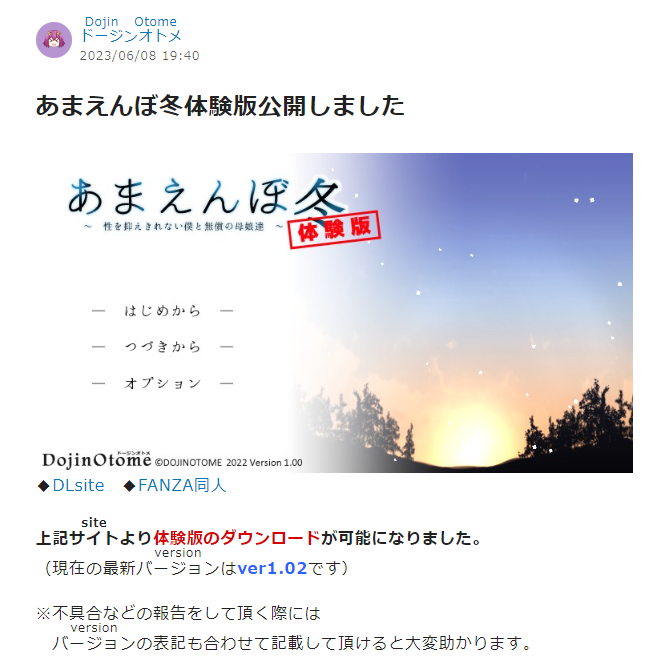 Dojin Otome
ドージンオトメ
2023/06/08 19:40
あまえんぼ冬体験版公開しました
あまえんぼ冬
～ 性を抑えきれない僕と無償の母娘達 ～
体験版
― はじめから ―
― つづきから ―
― オプション ―
ドージンオトメ
DojinOtome ©DOJINOTOME 2022 Version 1.00
◆DLsite ◆FANZA同人
site
上記サイトより体験版のダウンロードが可能になりました。
version
（現在の最新バージョンはver1.02です）
※不具合などの報告をして頂く際には
version
バージョンの表記も合わせて記載して頂けると大変助かります。